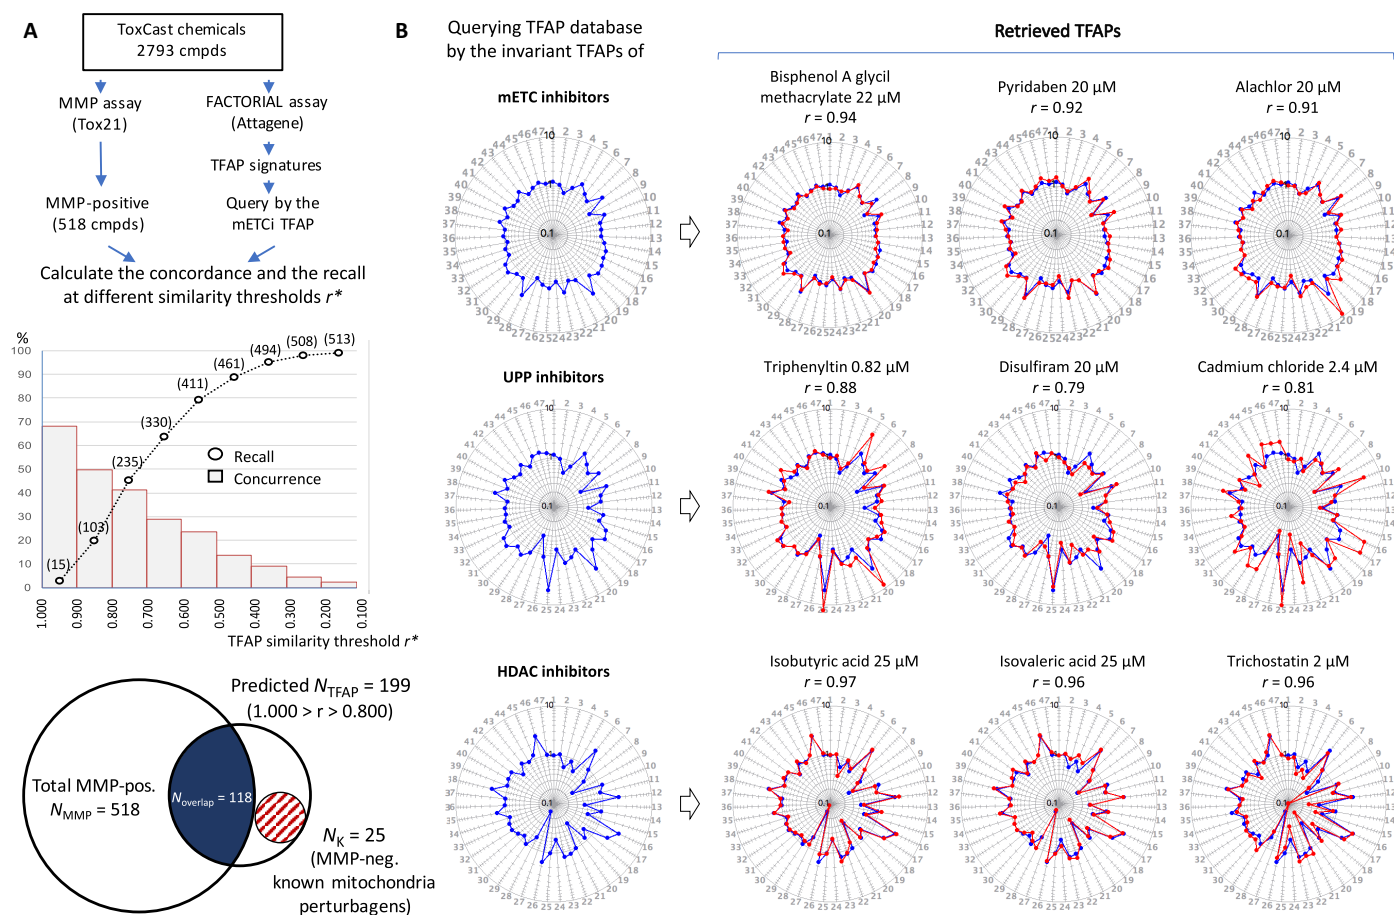 A
ToxCast chemicals
2793 cmpds
MMP assay
(Tox21)
FACTORIAL assay
(Attagene)
TFAP signatures
MMP-positive
(518 cmpds)
Query by the
mETCi TFAP
Calculate the concordance and the recall
at different similarity thresholds r*
%
100
90
80
70
60
50
40
30
20
10
0
(15)
(103)
(235)
(330)
(411)
(461)
(494)
(508)
(513)
Recall
Concurrence
1.000
0.900
0.800
0.700
0.600
0.500
0.400
0.300
0.200
0.100
TFAP similarity threshold r*
Predicted NTFAP = 199
(1.000 > r > 0.800)
Total MMP-pos.
NMMP = 518
Noverlap = 118
NK = 25
(MMP-neg.
known mitochondria
perturbagens)
B
Querying TFAP database
by the invariant TFAPs of
Retrieved TFAPs
mETC inhibitors
Bisphenol A glycil
methacrylate 22 µM
r = 0.94
Pyridaben 20 µM
r = 0.92
Alachlor 20 µM
r = 0.91
UPP inhibitors
Triphenyltin 0.82 µM
r = 0.88
Disulfiram 20 µM
r = 0.79
Cadmium chloride 2.4 µM
r = 0.81
HDAC inhibitors
Isobutyric acid 25 µM
r = 0.97
Isovaleric acid 25 µM
r = 0.96
Trichostatin 2 µM
r = 0.96